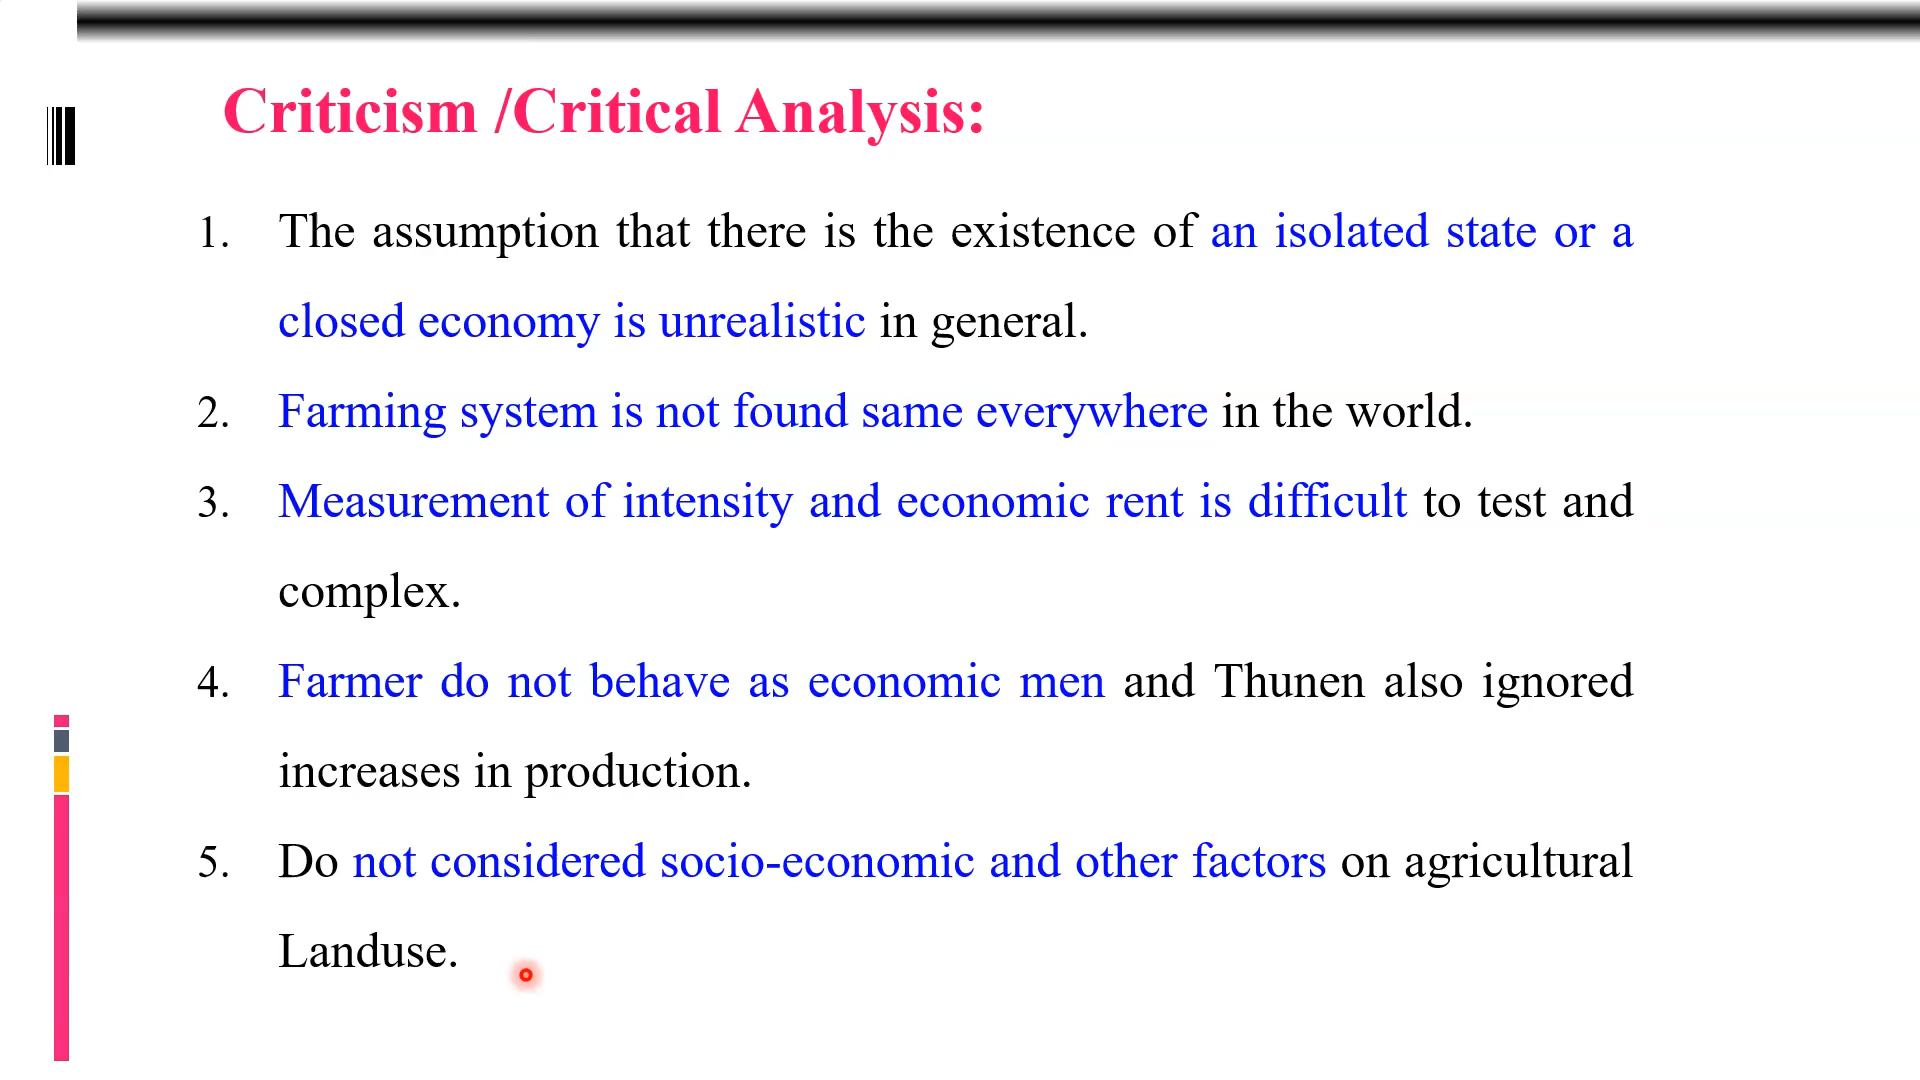 Criticism /Critical Analysis:
1. The assumption that there is the existence of an isolated state or a
closed economy is unrealistic in general.
2. Farming system is not found same everywhere in the world.
3. Measurement of intensity and economic rent is difficult to test and
complex.
4. Farmer do not behave as economic men and Thunen also ignored
increases in production.
5. Do not considered socio-economic and other factors on agricultural
Landuse.